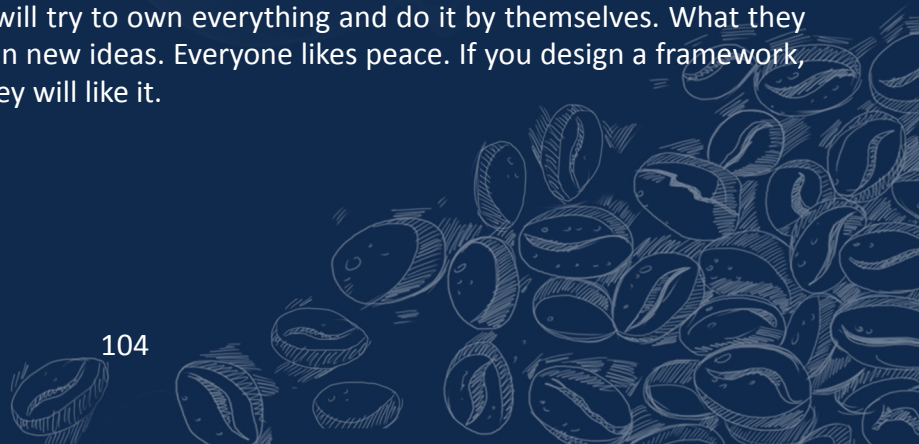 will try to own everything and do it by themselves. What they
n new ideas. Everyone likes peace. If you design a framework,
ey will like it.
104